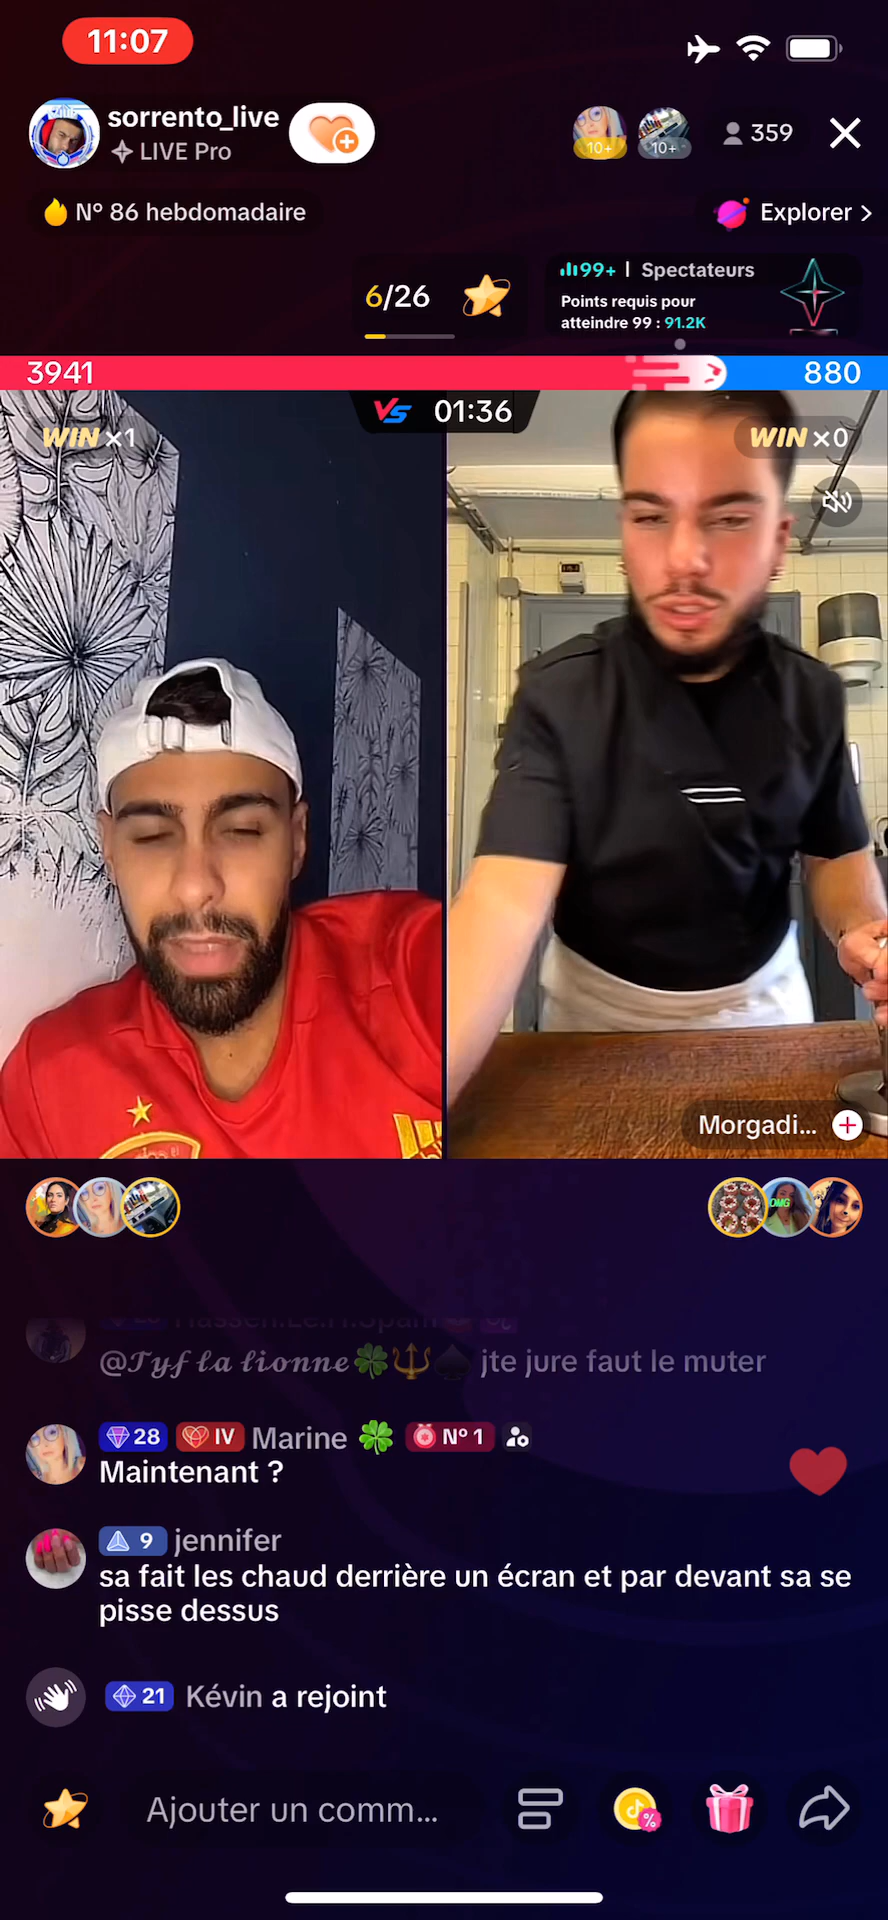 11:07
sorrento_live
LIVE Pro
10+
10+
359
N° 86 hebdomadaire
Explorer >
6/26
99+ | Spectateurs
Points requis pour
atteindre 99 : 91.2K
3941
880
VS 01:36
WIN x1
WIN x0
Morgadi...
@Tyf la lionne🍀🔱♠️ jte jure faut le muter
28 IV Marine 🍀 N° 1
Maintenant ?
9 jennifer
sa fait les chaud derrière un écran et par devant sa se
pisse dessus
21 Kévin a rejoint
Ajouter un comm...